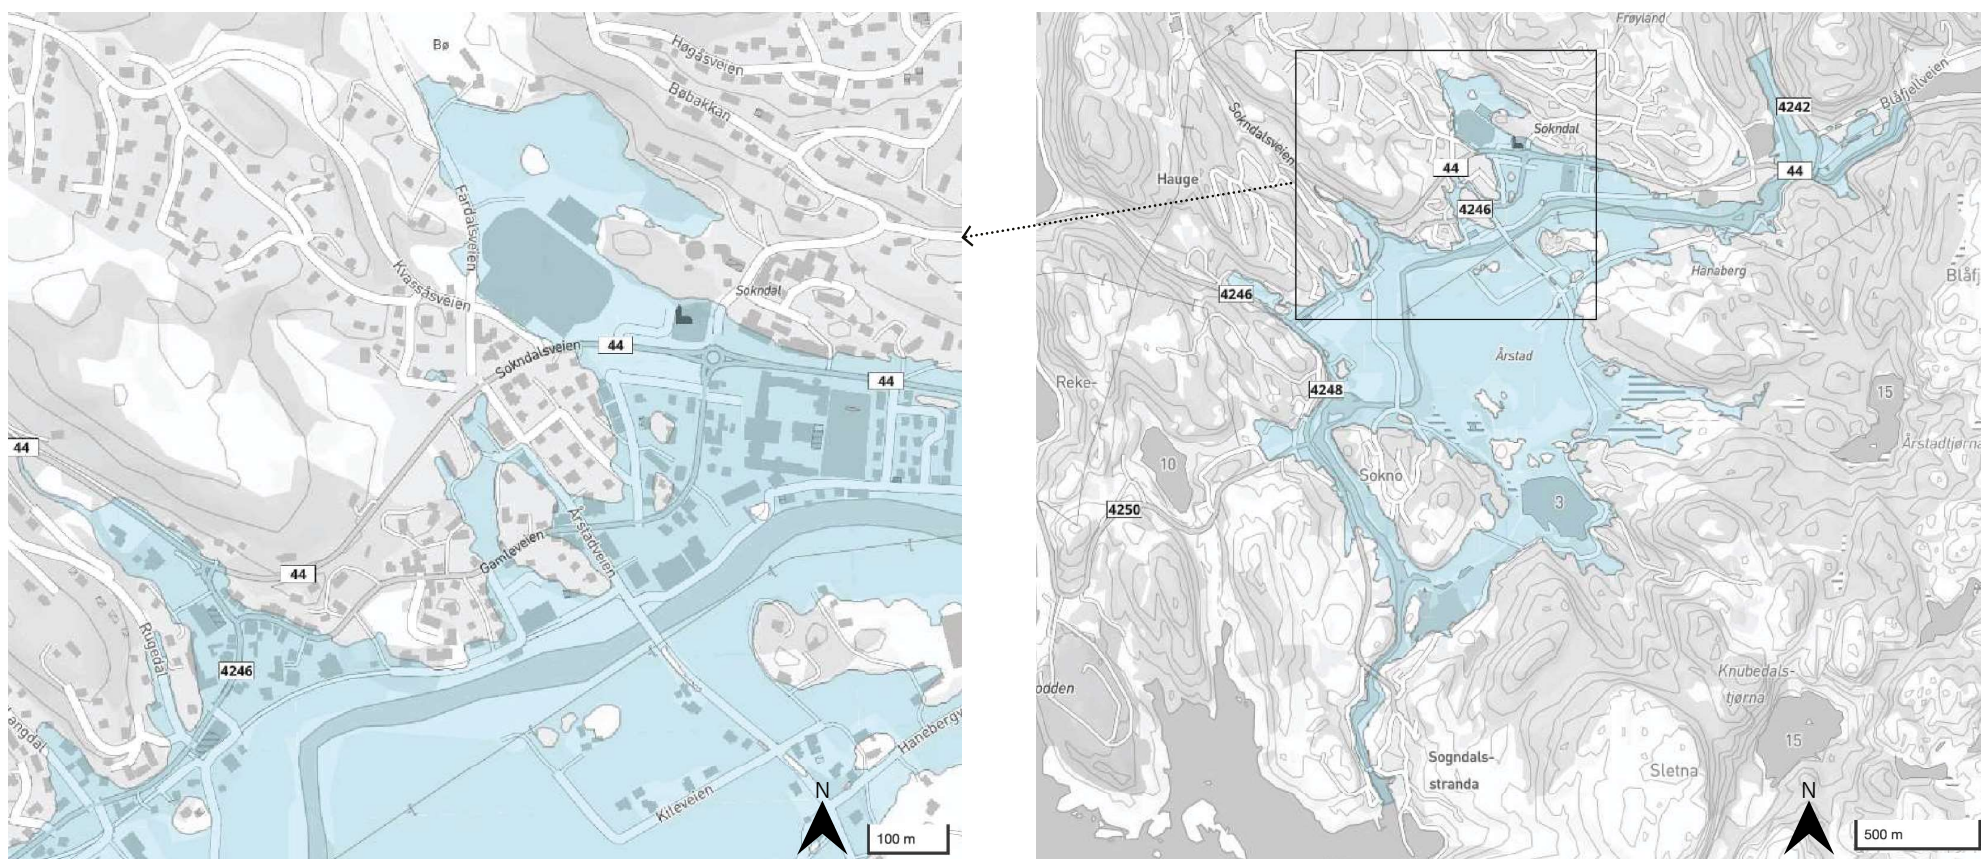 Bø
Høgåsveien
Bøbakkan
Fardalsveien
Kvassåsveien
Sokndal
44
Sokndalsveien
44
44
Årstadveien
Gamleveien
44
Rugedal
4246
angdal
Kileveien
Hanebergv
N
100 m
Frøyland
Blåfjellveien
4242
Sokndalsveien
Sokndal
44
44
Hauge
4246
Hanaberg
Blåfj
4246
Årstad
Reke-
4248
15
Årstadtjørna
10
Sokno
3
4250
Knubedals-
tjørna
odden
15
Sogndals-
stranda
Sletna
N
500 m